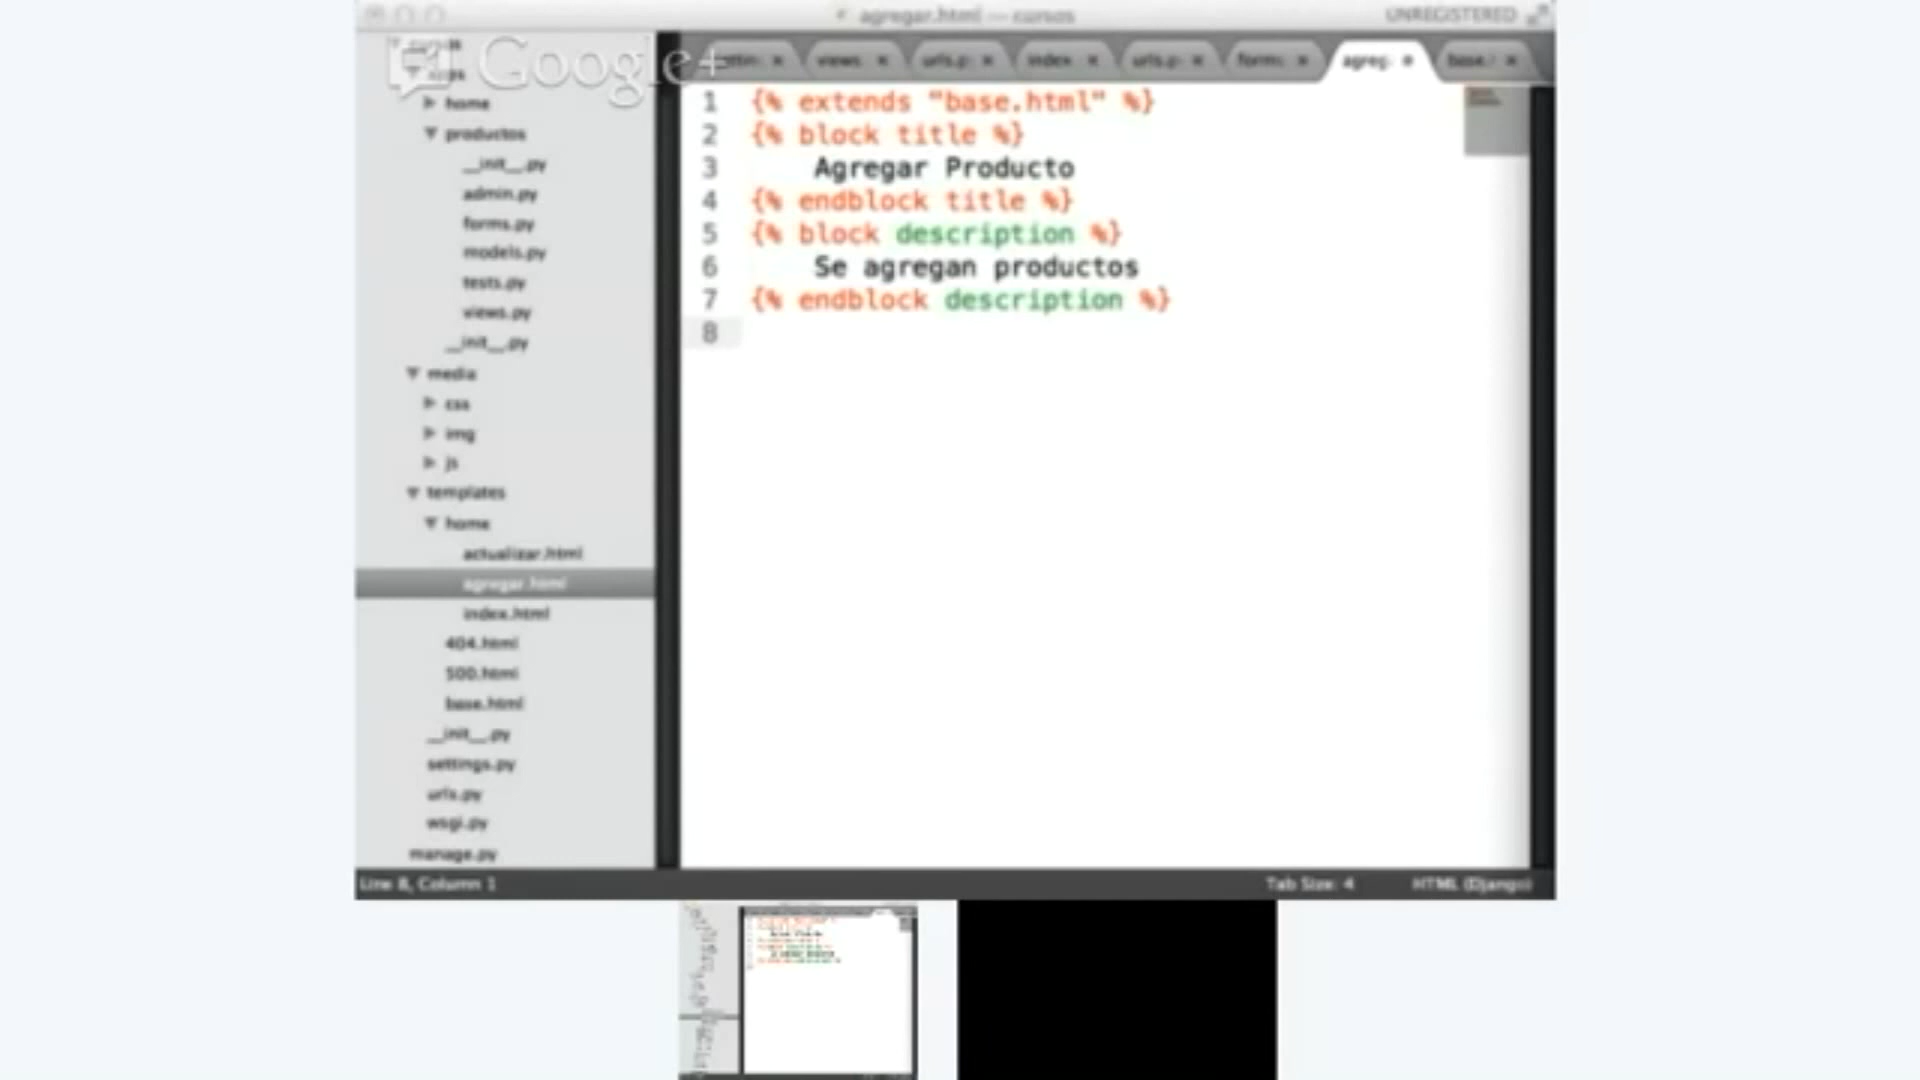 agregar.html — cursos
UNREGISTERED
Google+
views
urls.p
index
urls.p
forms
agreg
base.
home
productos
__init__.py
admin.py
forms.py
models.py
tests.py
views.py
__init__.py
media
css
img
js
templates
home
actualizar.html
agregar.html
index.html
404.html
500.html
base.html
__init__.py
settings.py
urls.py
wsgi.py
manage.py
1 {% extends "base.html" %}
2 {% block title %}
3 Agregar Producto
4 {% endblock title %}
5 {% block description %}
6 Se agregan productos
7 {% endblock description %}
8
Line 8, Column 1
Tab Size: 4
HTML (Django)